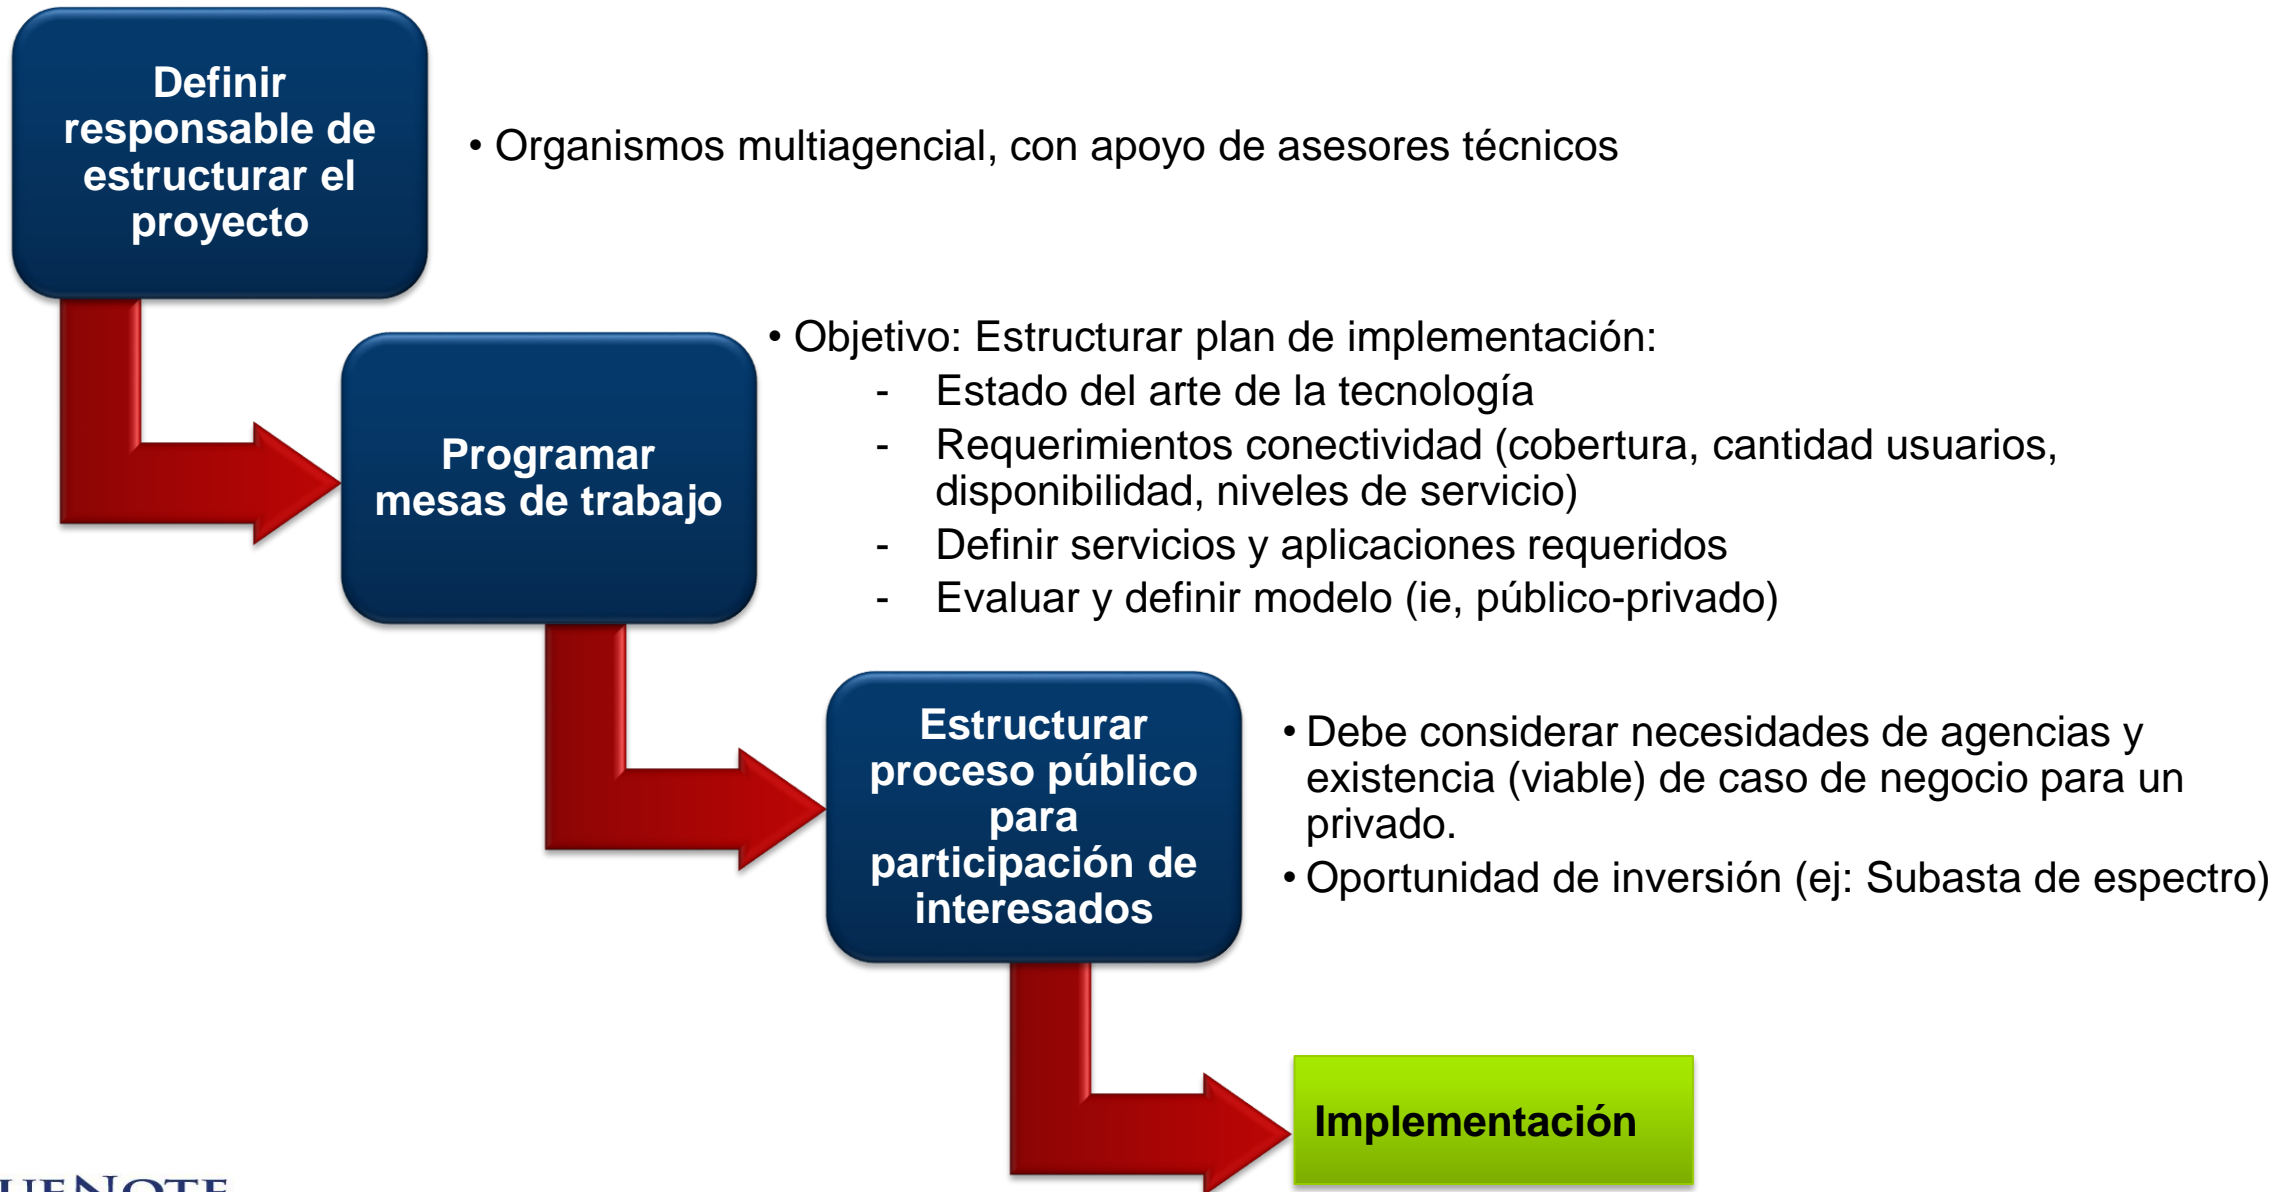 Definir
responsable de
estructurar el
proyecto
• Organismos multiagencial, con apoyo de asesores técnicos
Programar
mesas de trabajo
• Objetivo: Estructurar plan de implementación:
- Estado del arte de la tecnología
- Requerimientos conectividad (cobertura, cantidad usuarios,
disponibilidad, niveles de servicio)
- Definir servicios y aplicaciones requeridos
- Evaluar y definir modelo (ie, público-privado)
Estructurar
proceso público
para
participación de
interesados
• Debe considerar necesidades de agencias y
existencia (viable) de caso de negocio para un
privado.
• Oportunidad de inversión (ej: Subasta de espectro)
Implementación